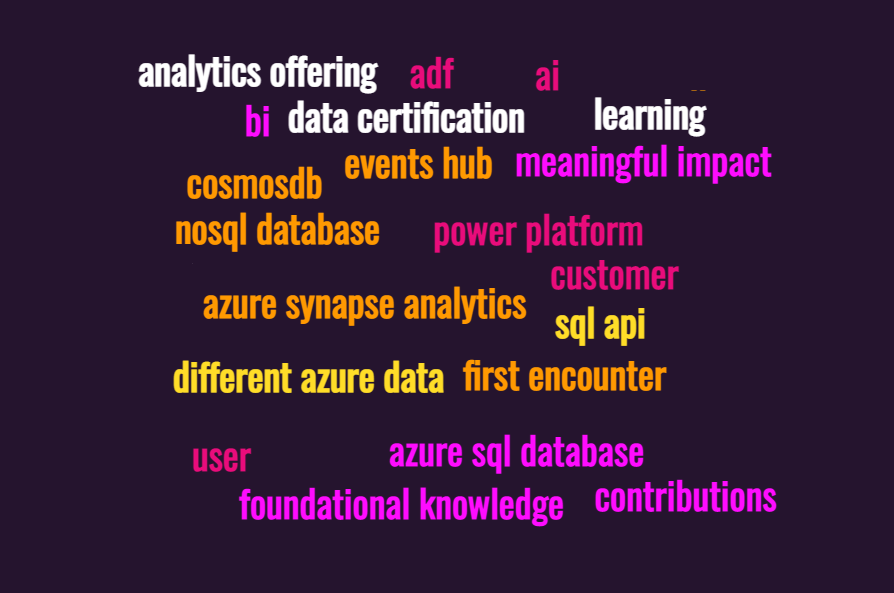 analytics offering adf ai
bi data certification learning
events hub meaningful impact
cosmosdb
nosql database power platform
customer
azure synapse analytics
sql api
different azure data first encounter
user azure sql database
foundational knowledge contributions